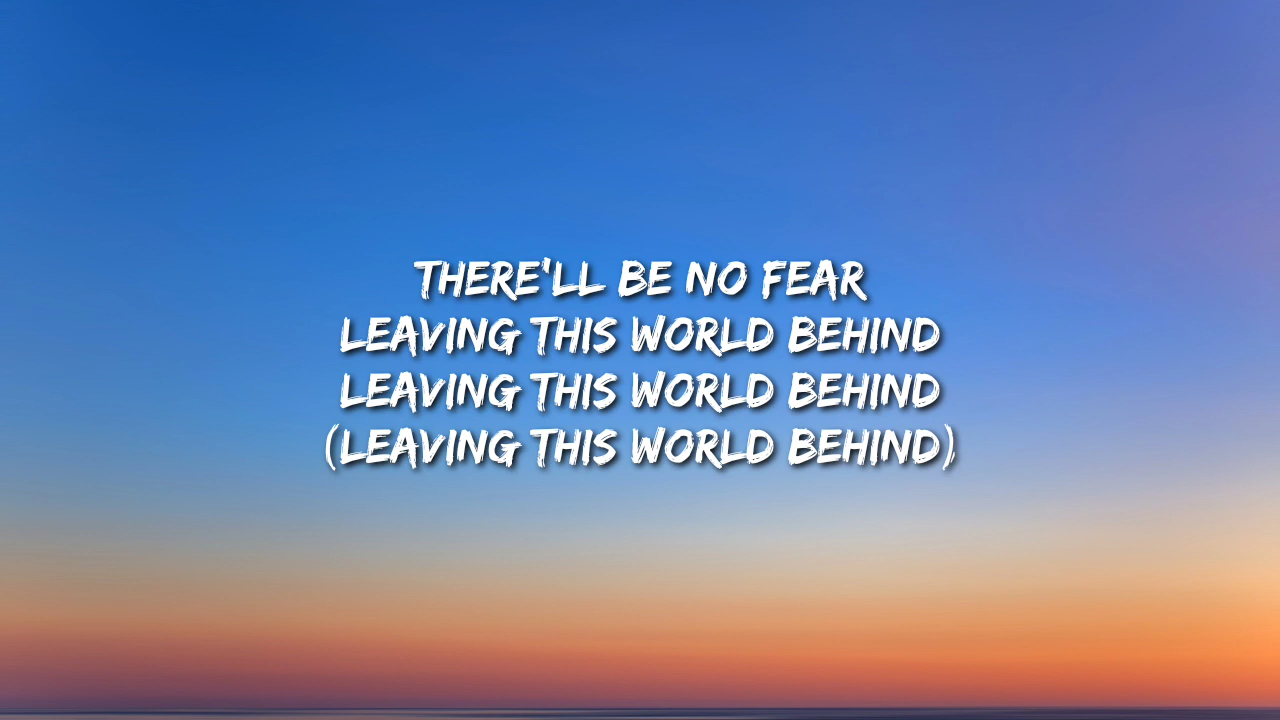 THERE'LL BE NO FEAR
LEAVING THIS WORLD BEHIND
LEAVING THIS WORLD BEHIND
(LEAVING THIS WORLD BEHIND)